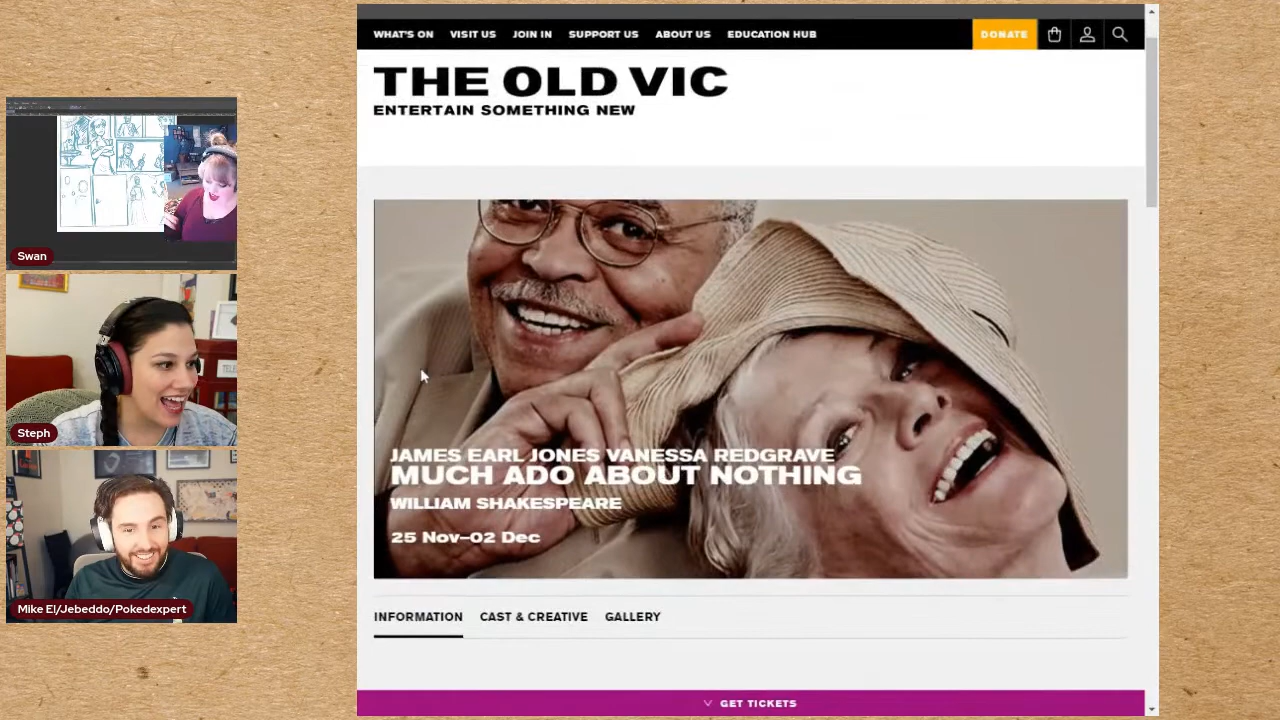 WHAT'S ON VISIT US JOIN IN SUPPORT US ABOUT US EDUCATION HUB DONATE
THE OLD VIC
ENTERTAIN SOMETHING NEW
Swan
Steph
Mike El/Jebeddo/Pokedexpert
JAMES EARL JONES VANESSA REDGRAVE
MUCH ADO ABOUT NOTHING
WILLIAM SHAKESPEARE
25 Nov–02 Dec
INFORMATION CAST & CREATIVE GALLERY
GET TICKETS